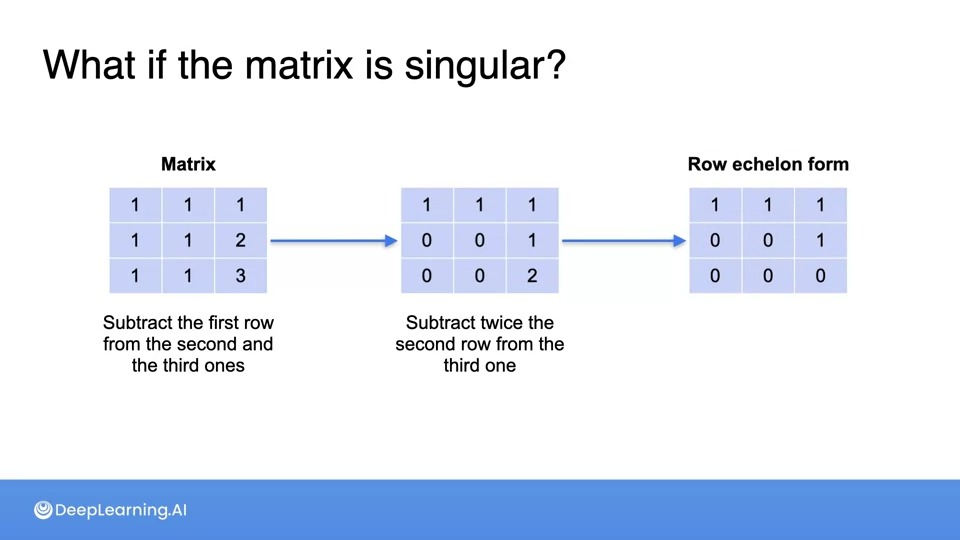 What if the matrix is singular?
Matrix
1 1 1
1 1 2
1 1 3
Subtract the first row
from the second and
the third ones
1 1 1
0 0 1
0 0 2
Subtract twice the
second row from the
third one
Row echelon form
1 1 1
0 0 1
0 0 0
DeepLearning.AI